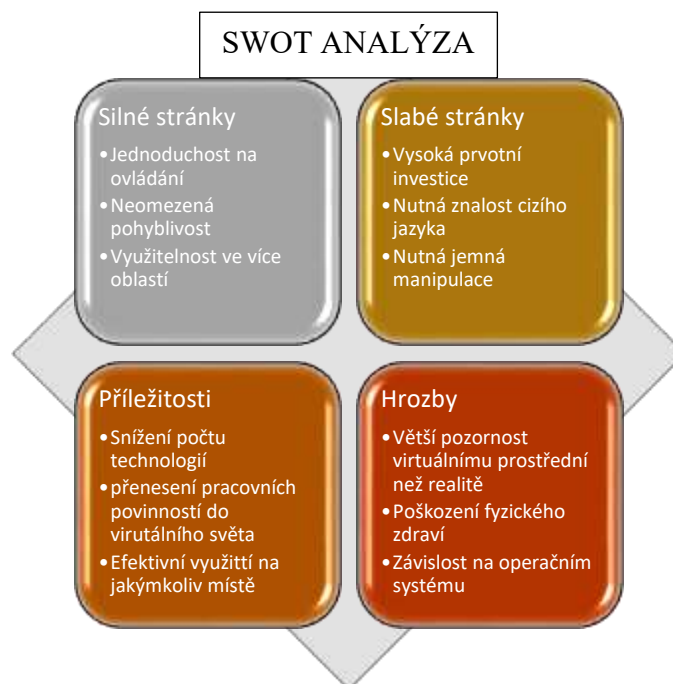 SWOT ANALÝZA
Silné stránky
•Jednoduchost na
ovládání
•Neomezená
pohyblivost
•Využitelnost ve více
oblastí
Slabé stránky
•Vysoká prvotní
investice
•Nutná znalost cizího
jazyka
•Nutná jemná
manipulace
Příležitosti
•Snížení počtu
technologií
•přenesení pracovních
povinností do
virutálního světa
•Efektivní využittí na
jakýmkoliv místě
Hrozby
•Větší pozornost
virtuálnímu prostřední
než realitě
•Poškození fyzického
zdraví
•Závislost na operačním
systému